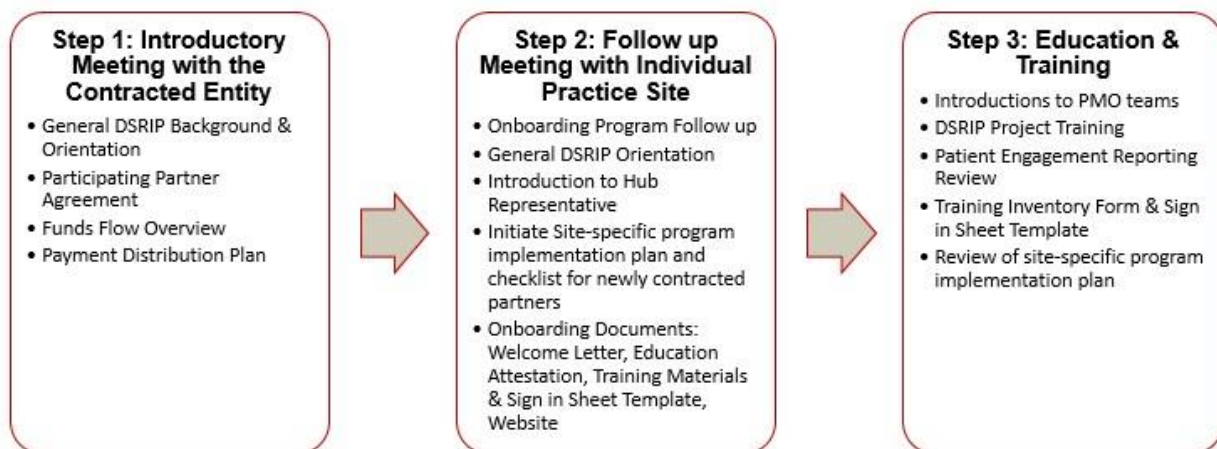 Step 1: Introductory
Meeting with the
Contracted Entity
• General DSRIP Background &
Orientation
• Participating Partner
Agreement
• Funds Flow Overview
• Payment Distribution Plan
Step 2: Follow up
Meeting with Individual
Practice Site
• Onboarding Program Follow up
• General DSRIP Orientation
• Introduction to Hub
Representative
• Initiate Site-specific program
implementation plan and
checklist for newly contracted
partners
• Onboarding Documents:
Welcome Letter, Education
Attestation, Training Materials
& Sign in Sheet Template,
Website
Step 3: Education &
Training
• Introductions to PMO teams
• DSRIP Project Training
• Patient Engagement Reporting
Review
• Training Inventory Form & Sign
in Sheet Template
• Review of site-specific program
implementation plan